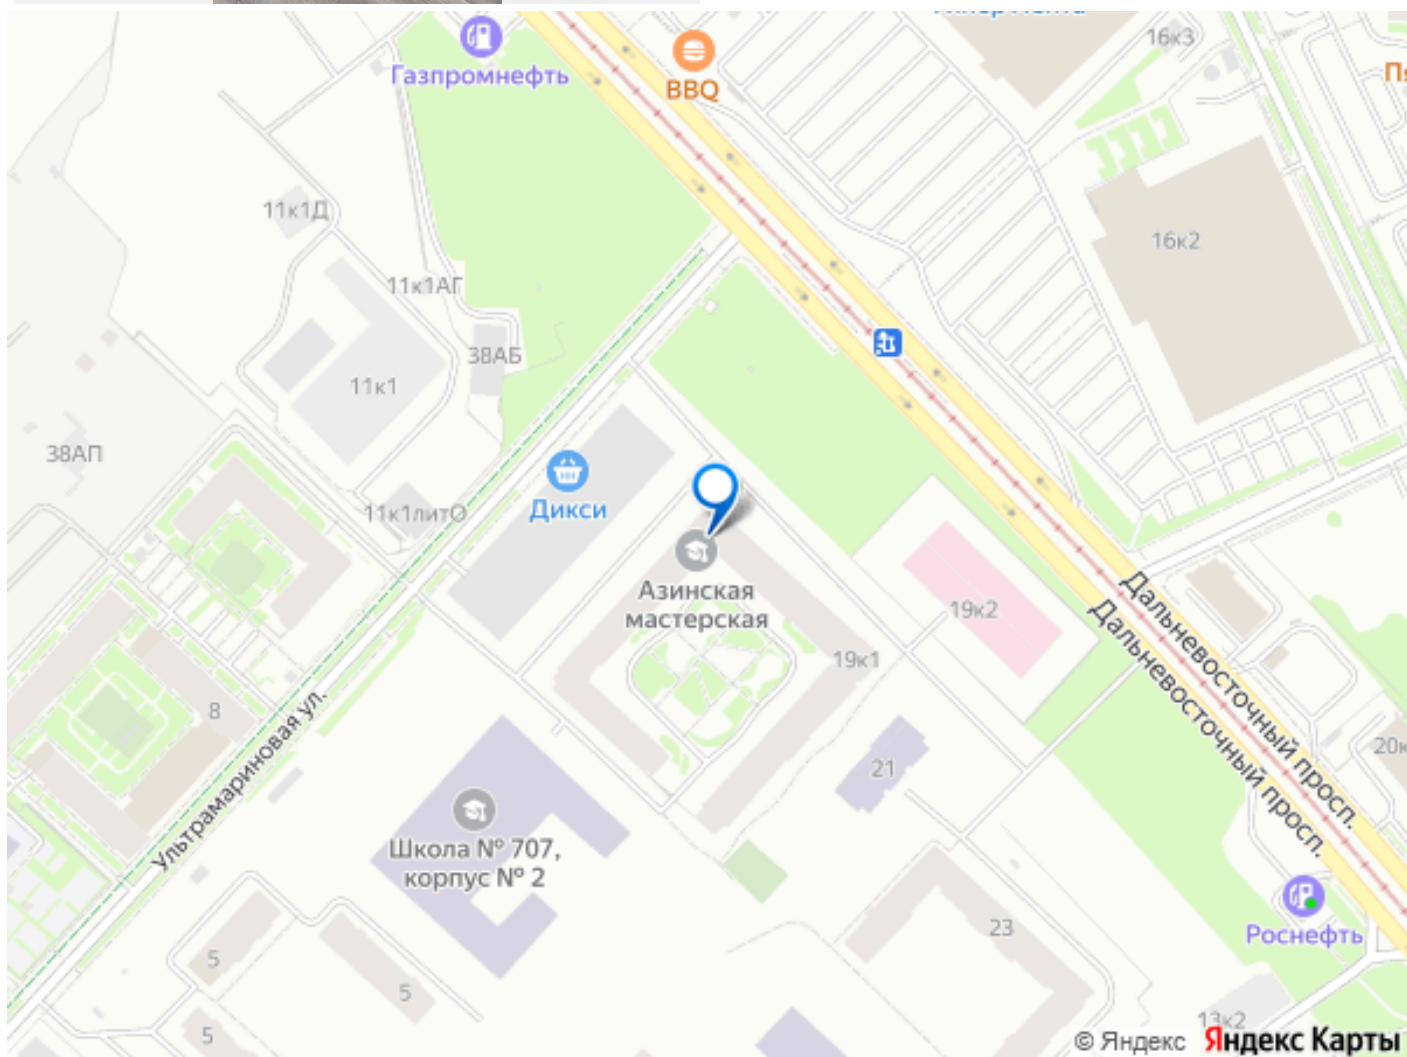 16к3
Газпромнефть
BBQ
11к1Д
16к2
11к1АГ
38АБ
11к1
38АП
Дикси
11к1литО
Азинская
мастерская
19к2
19к1
Дальневосточный просп.
Дальневосточный просп.
8
Ультрамариновая ул.
21
Школа № 707,
корпус № 2
23
Роснефть
5
5
5
13к2
© Яндекс Яндекс Карты